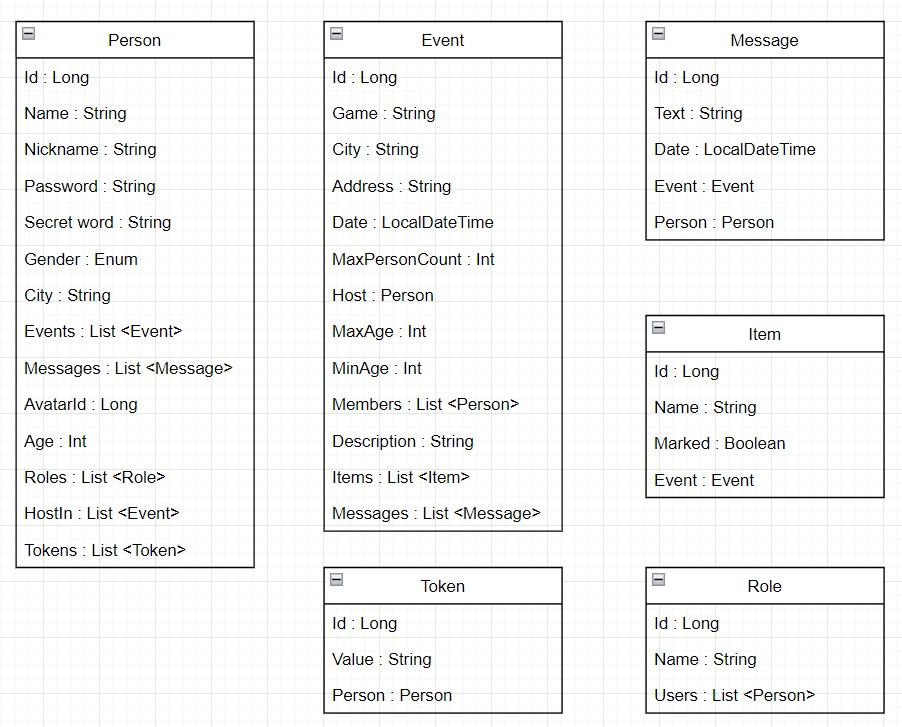 Person
Id : Long
Name : String
Nickname : String
Password : String
Secret word : String
Gender : Enum
City : String
Events : List <Event>
Messages : List <Message>
AvatarId : Long
Age : Int
Roles : List <Role>
HostIn : List <Event>
Tokens : List <Token>
Event
Id : Long
Game : String
City : String
Address : String
Date : LocalDateTime
MaxPersonCount : Int
Host : Person
MaxAge : Int
MinAge : Int
Members : List <Person>
Description : String
Items : List <Item>
Messages : List <Message>
Message
Id : Long
Text : String
Date : LocalDateTime
Event : Event
Person : Person
Item
Id : Long
Name : String
Marked : Boolean
Event : Event
Token
Id : Long
Value : String
Person : Person
Role
Id : Long
Name : String
Users : List <Person>